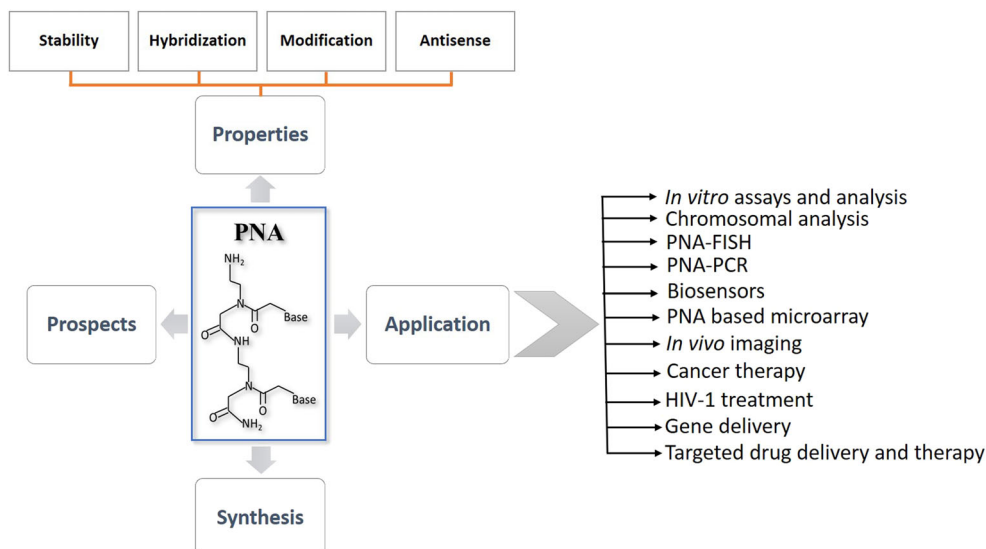 Stability
Hybridization
Modification
Antisense
Properties
PNA
NH2
N
O
Base
O
NH
N
O
Base
O
NH2
Prospects
Application
Synthesis
In vitro assays and analysis
Chromosomal analysis
PNA-FISH
PNA-PCR
Biosensors
PNA based microarray
In vivo imaging
Cancer therapy
HIV-1 treatment
Gene delivery
Targeted drug delivery and therapy